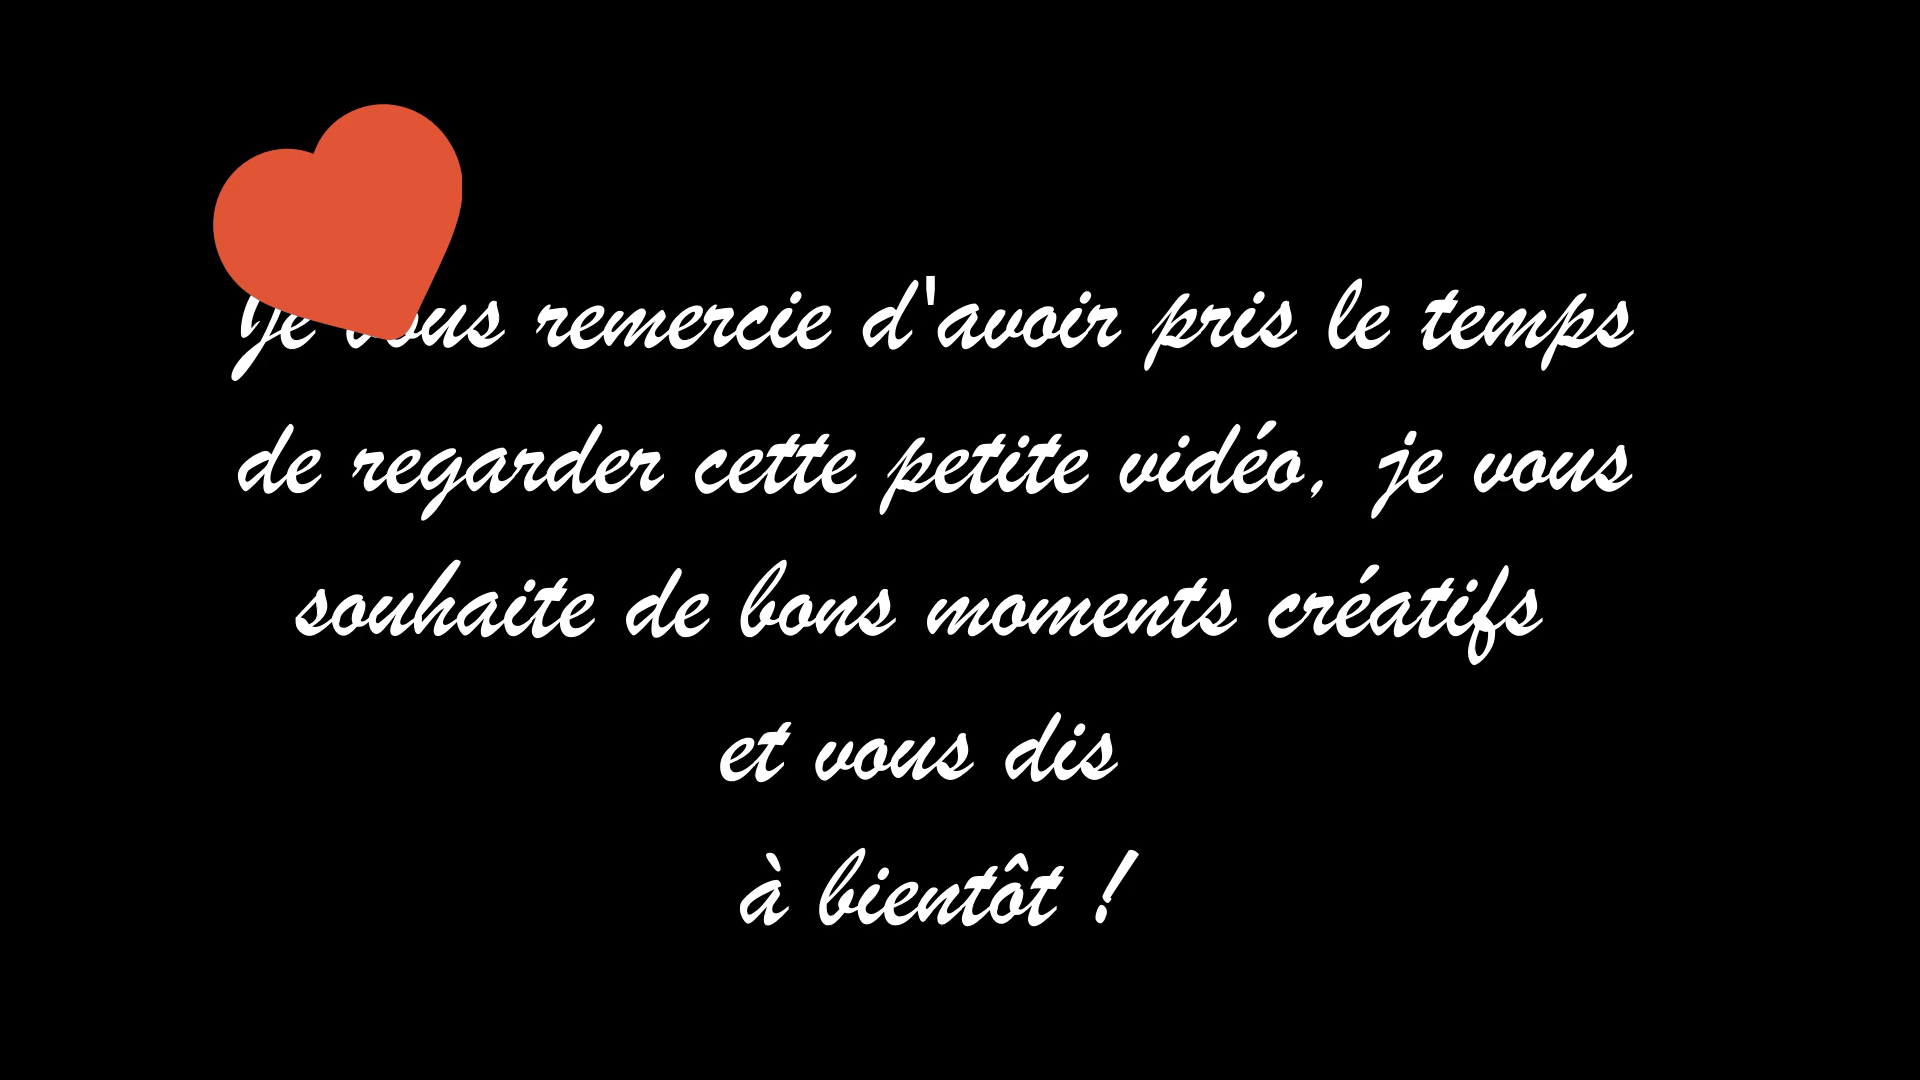 Je vous remercie d'avoir pris le temps
de regarder cette petite vidéo, je vous
souhaite de bons moments créatifs
et vous dis
à bientôt !